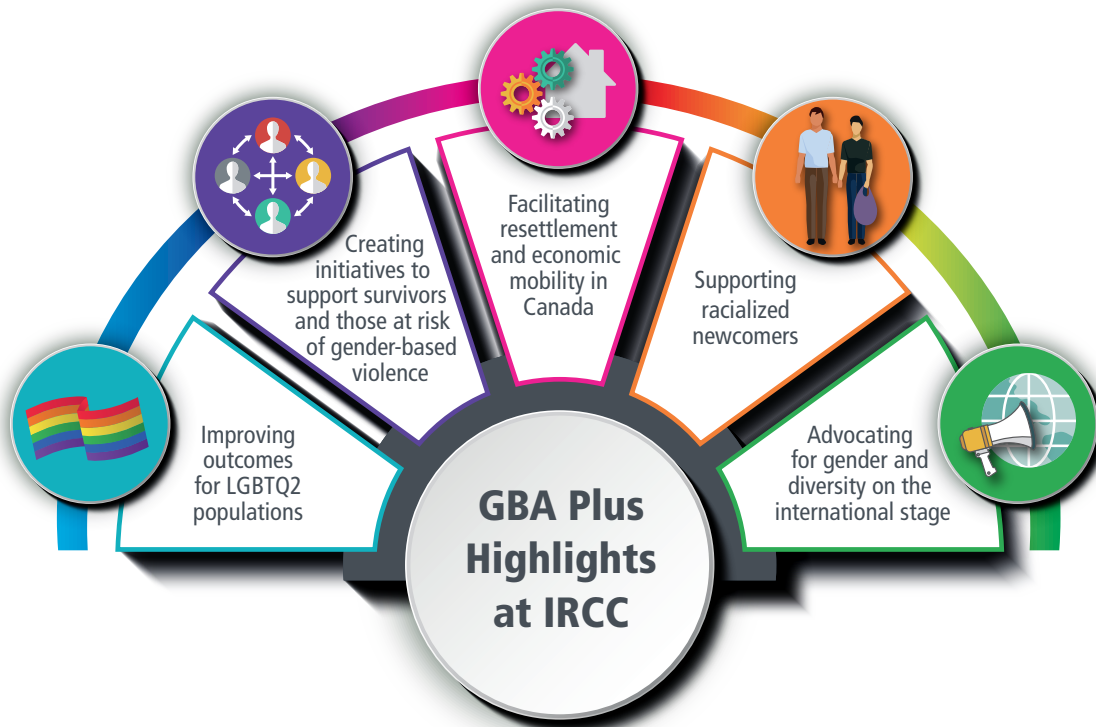 Improving
outcomes
for LGBTQ2
populations
Creating
initiatives to
support survivors
and those at risk
of gender-based
violence
Facilitating
resettlement
and economic
mobility in
Canada
Supporting
racialized
newcomers
Advocating
for gender and
diversity on the
international stage
GBA Plus
Highlights
at IRCC